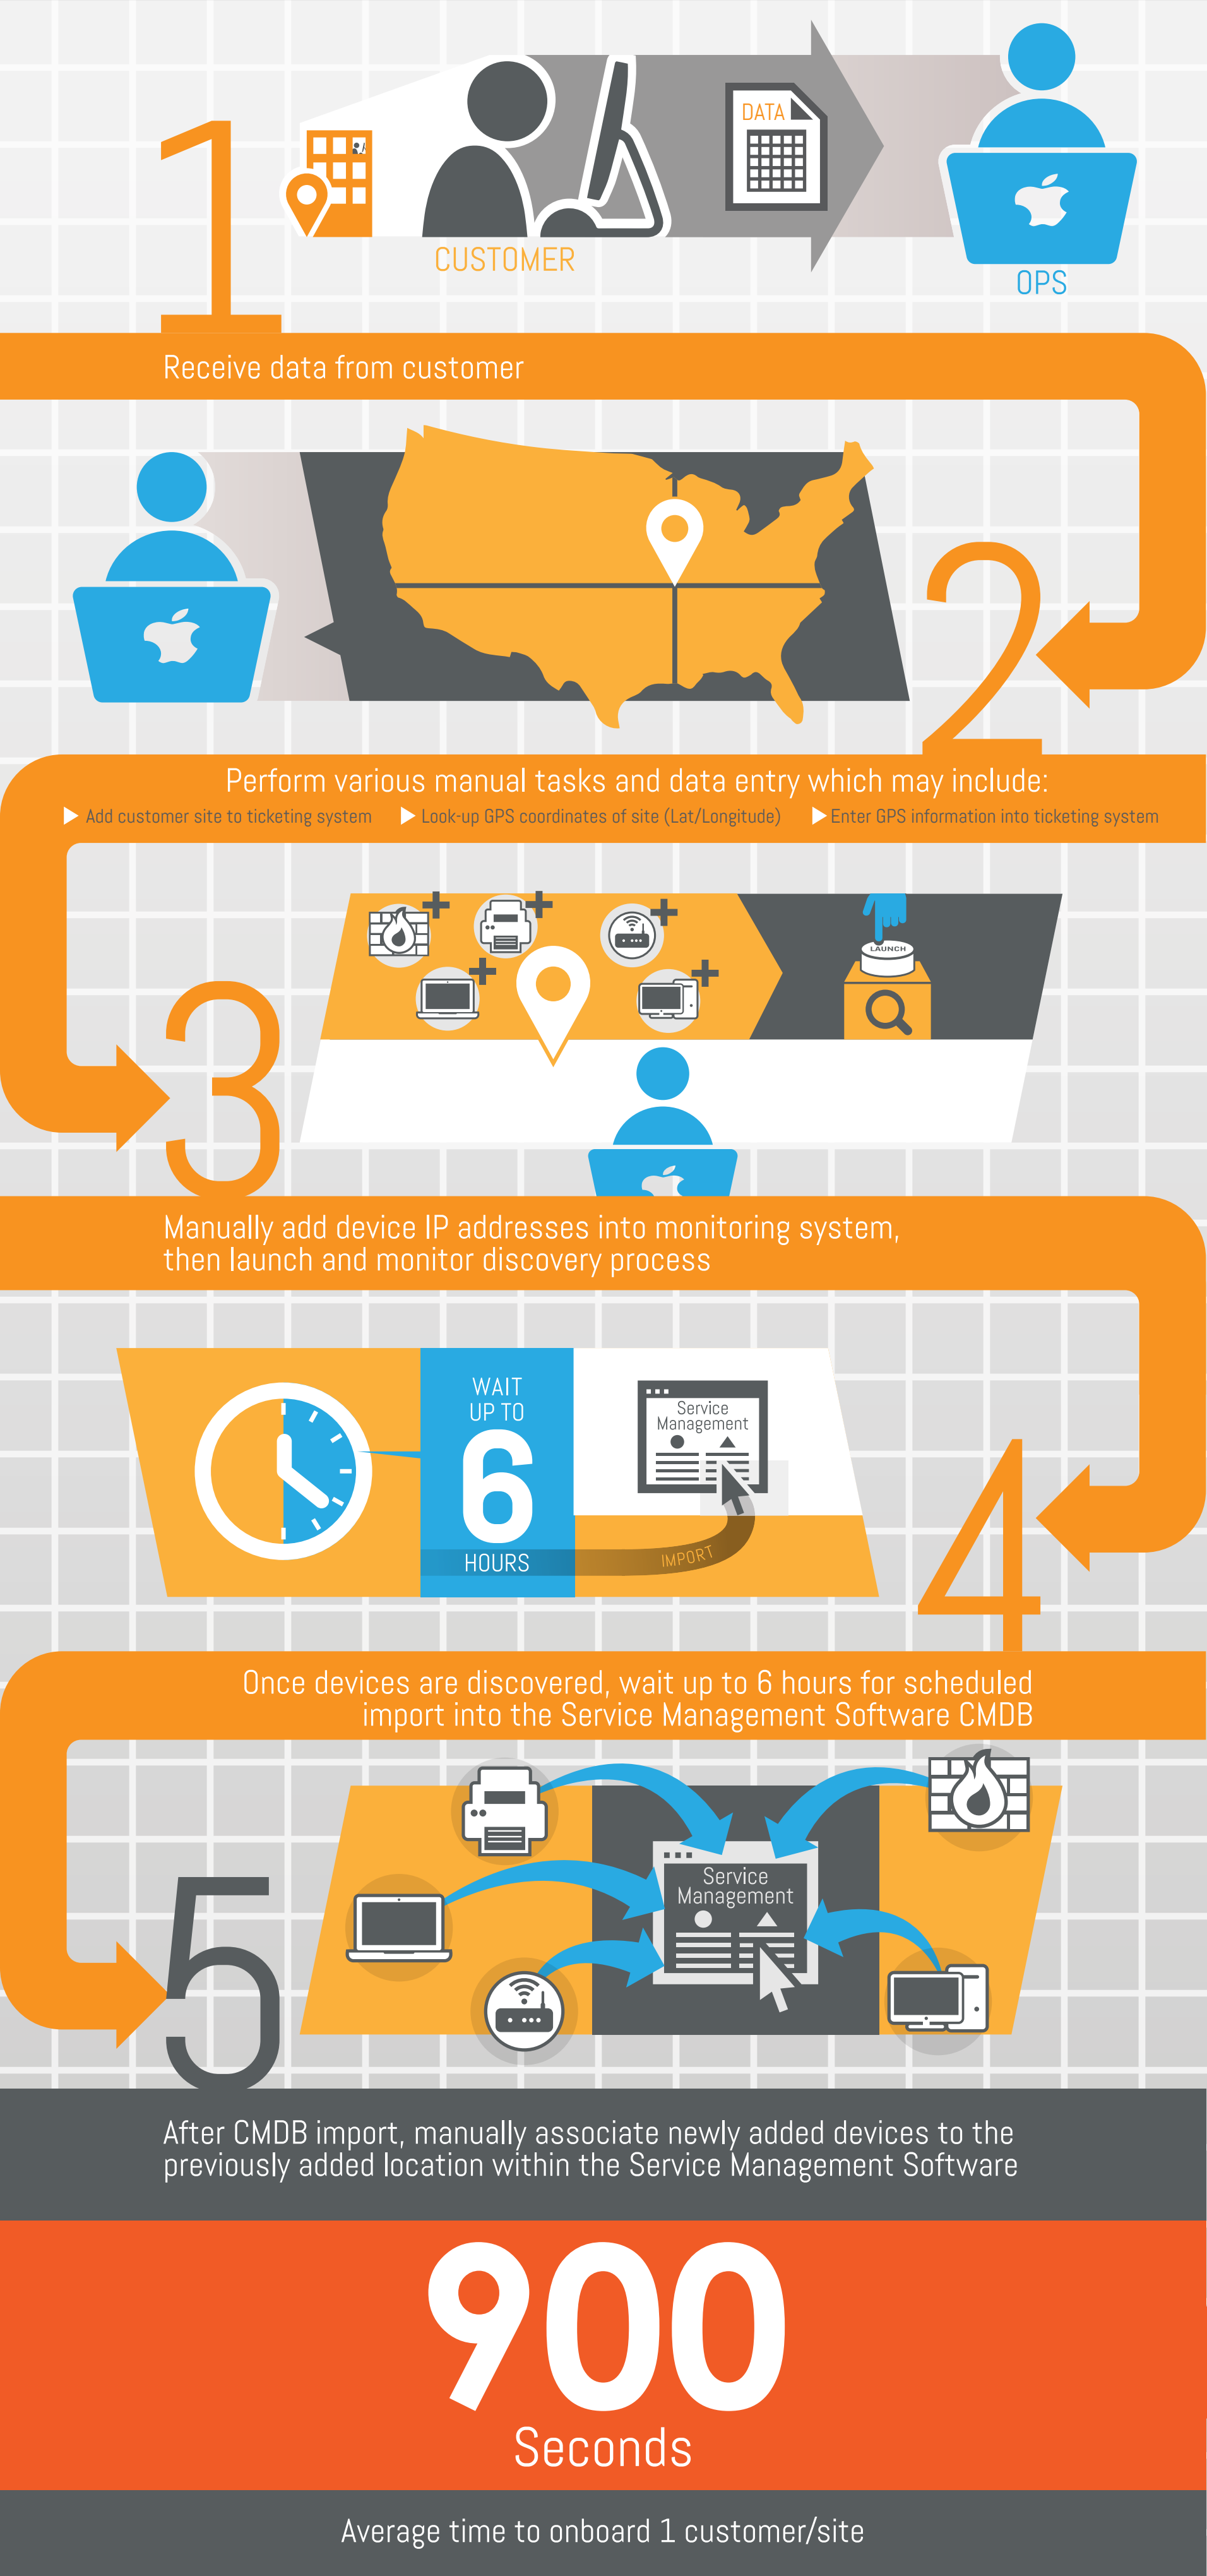 1
DATA
CUSTOMER
OPS
Receive data from customer
2
Perform various manual tasks and data entry which may include:
Add customer site to ticketing system
Look-up GPS coordinates of site (Lat/Longitude)
Enter GPS information into ticketing system
LAUNCH
3
Manually add device IP addresses into monitoring system,
then launch and monitor discovery process
WAIT
UP TO
6
HOURS
Service
Management
IMPORT
4
Once devices are discovered, wait up to 6 hours for scheduled
import into the Service Management Software CMDB
Service
Management
5
After CMDB import, manually associate newly added devices to the
previously added location within the Service Management Software
900
Seconds
Average time to onboard 1 customer/site